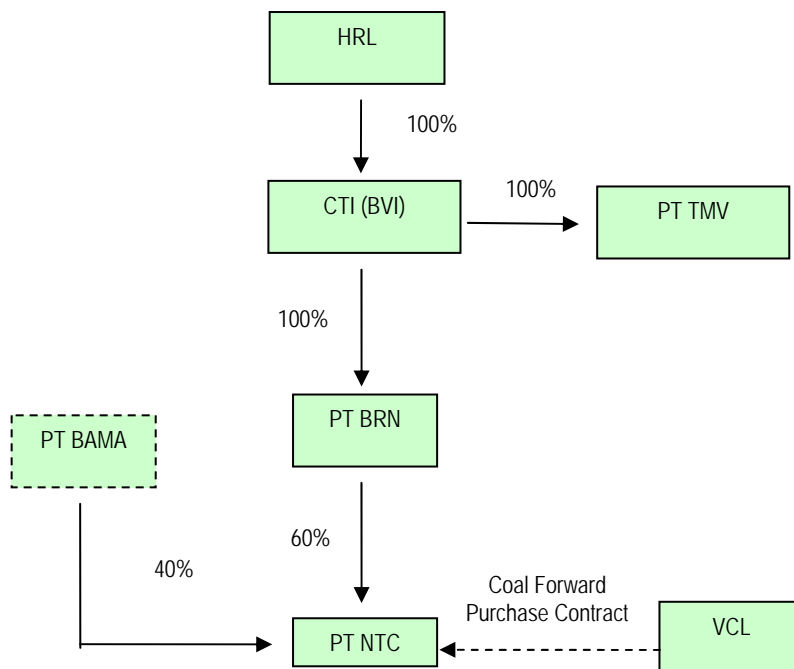 HRL
100%
CTI (BVI)
100%
PT TMV
100%
PT BAMA
PT BRN
60%
40%
Coal Forward
Purchase Contract
PT NTC
VCL